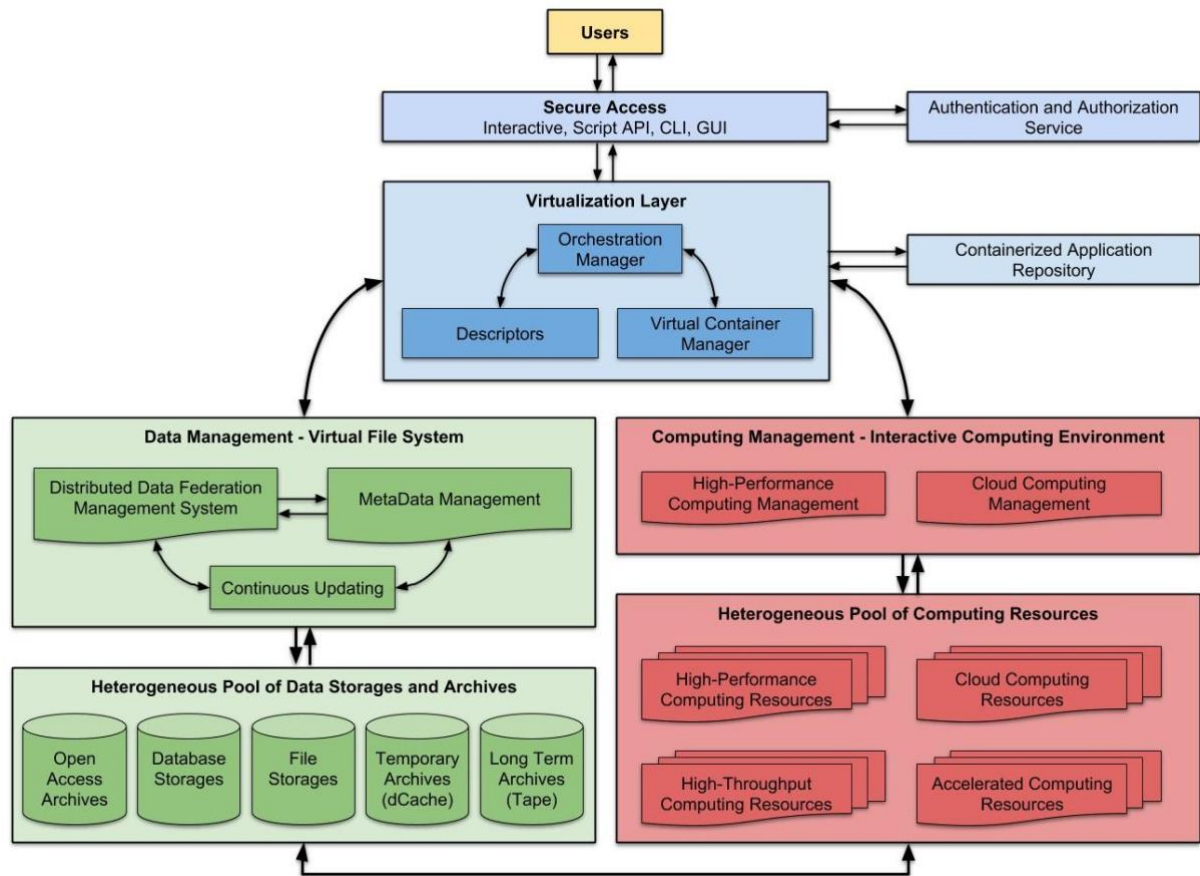 Users
Secure Access
Interactive, Script API, CLI, GUI
Authentication and Authorization
Service
Virtualization Layer
Orchestration
Manager
Descriptors
Virtual Container
Manager
Containerized Application
Repository
Data Management - Virtual File System
Distributed Data Federation
Management System
MetaData Management
Continuous Updating
Computing Management - Interactive Computing Environment
High-Performance
Computing Management
Cloud Computing
Management
Heterogeneous Pool of Data Storages and Archives
Open
Access
Archives
Database
Storages
File
Storages
Temporary
Archives
(dCache)
Long Term
Archives
(Tape)
Heterogeneous Pool of Computing Resources
High-Performance
Computing Resources
Cloud Computing
Resources
High-Throughput
Computing Resources
Accelerated Computing
Resources